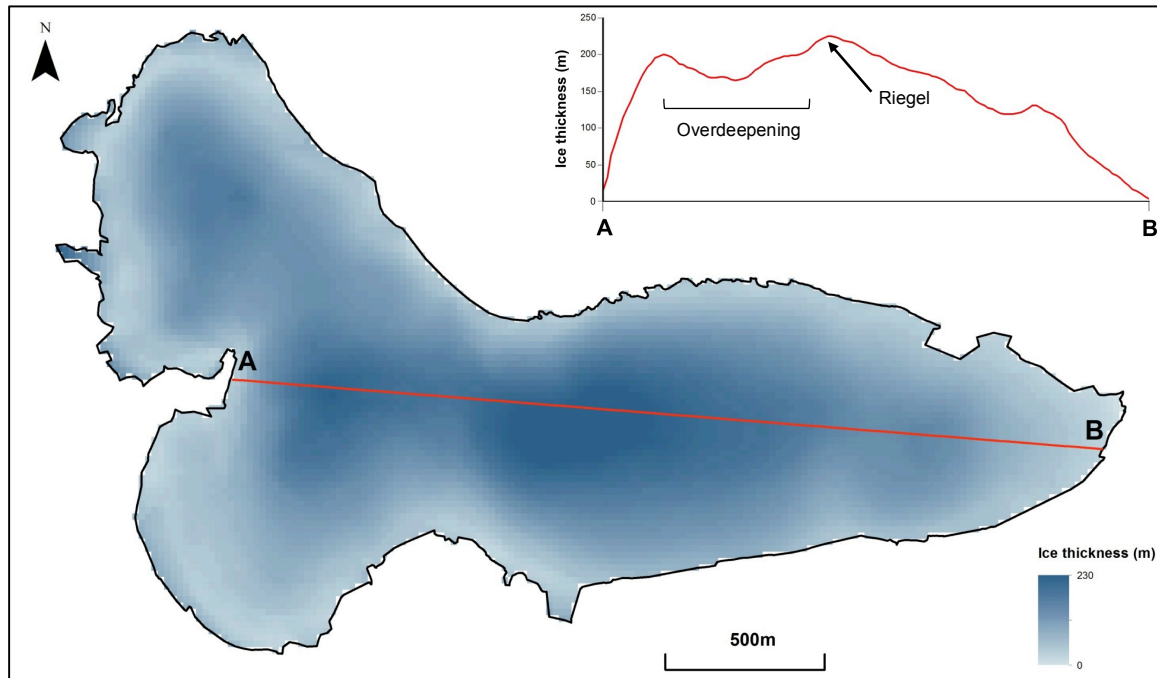 N
250
200
150
100
50
0
Ice thickness (m)
Riegel
Overdeepening
A
B
A
B
Ice thickness (m)
230
0
500m